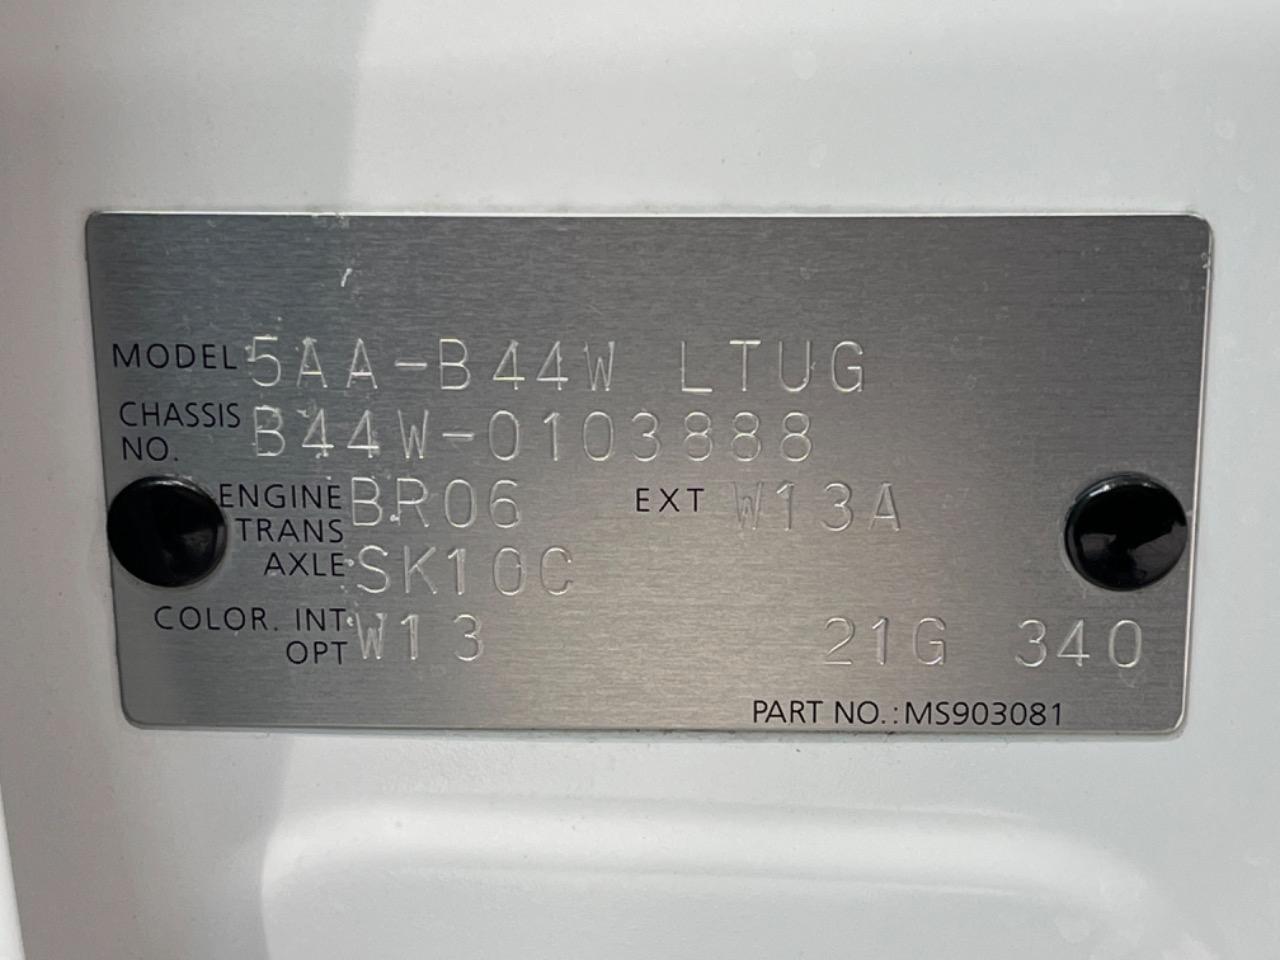 MODEL 5AA-B44W LTUG
CHASSIS NO. B44W-0103888
ENGINE BR06 EXT W13A
TRANS AXLE SK10C
COLOR. INT OPT W13 21G 340
PART NO.:MS903081